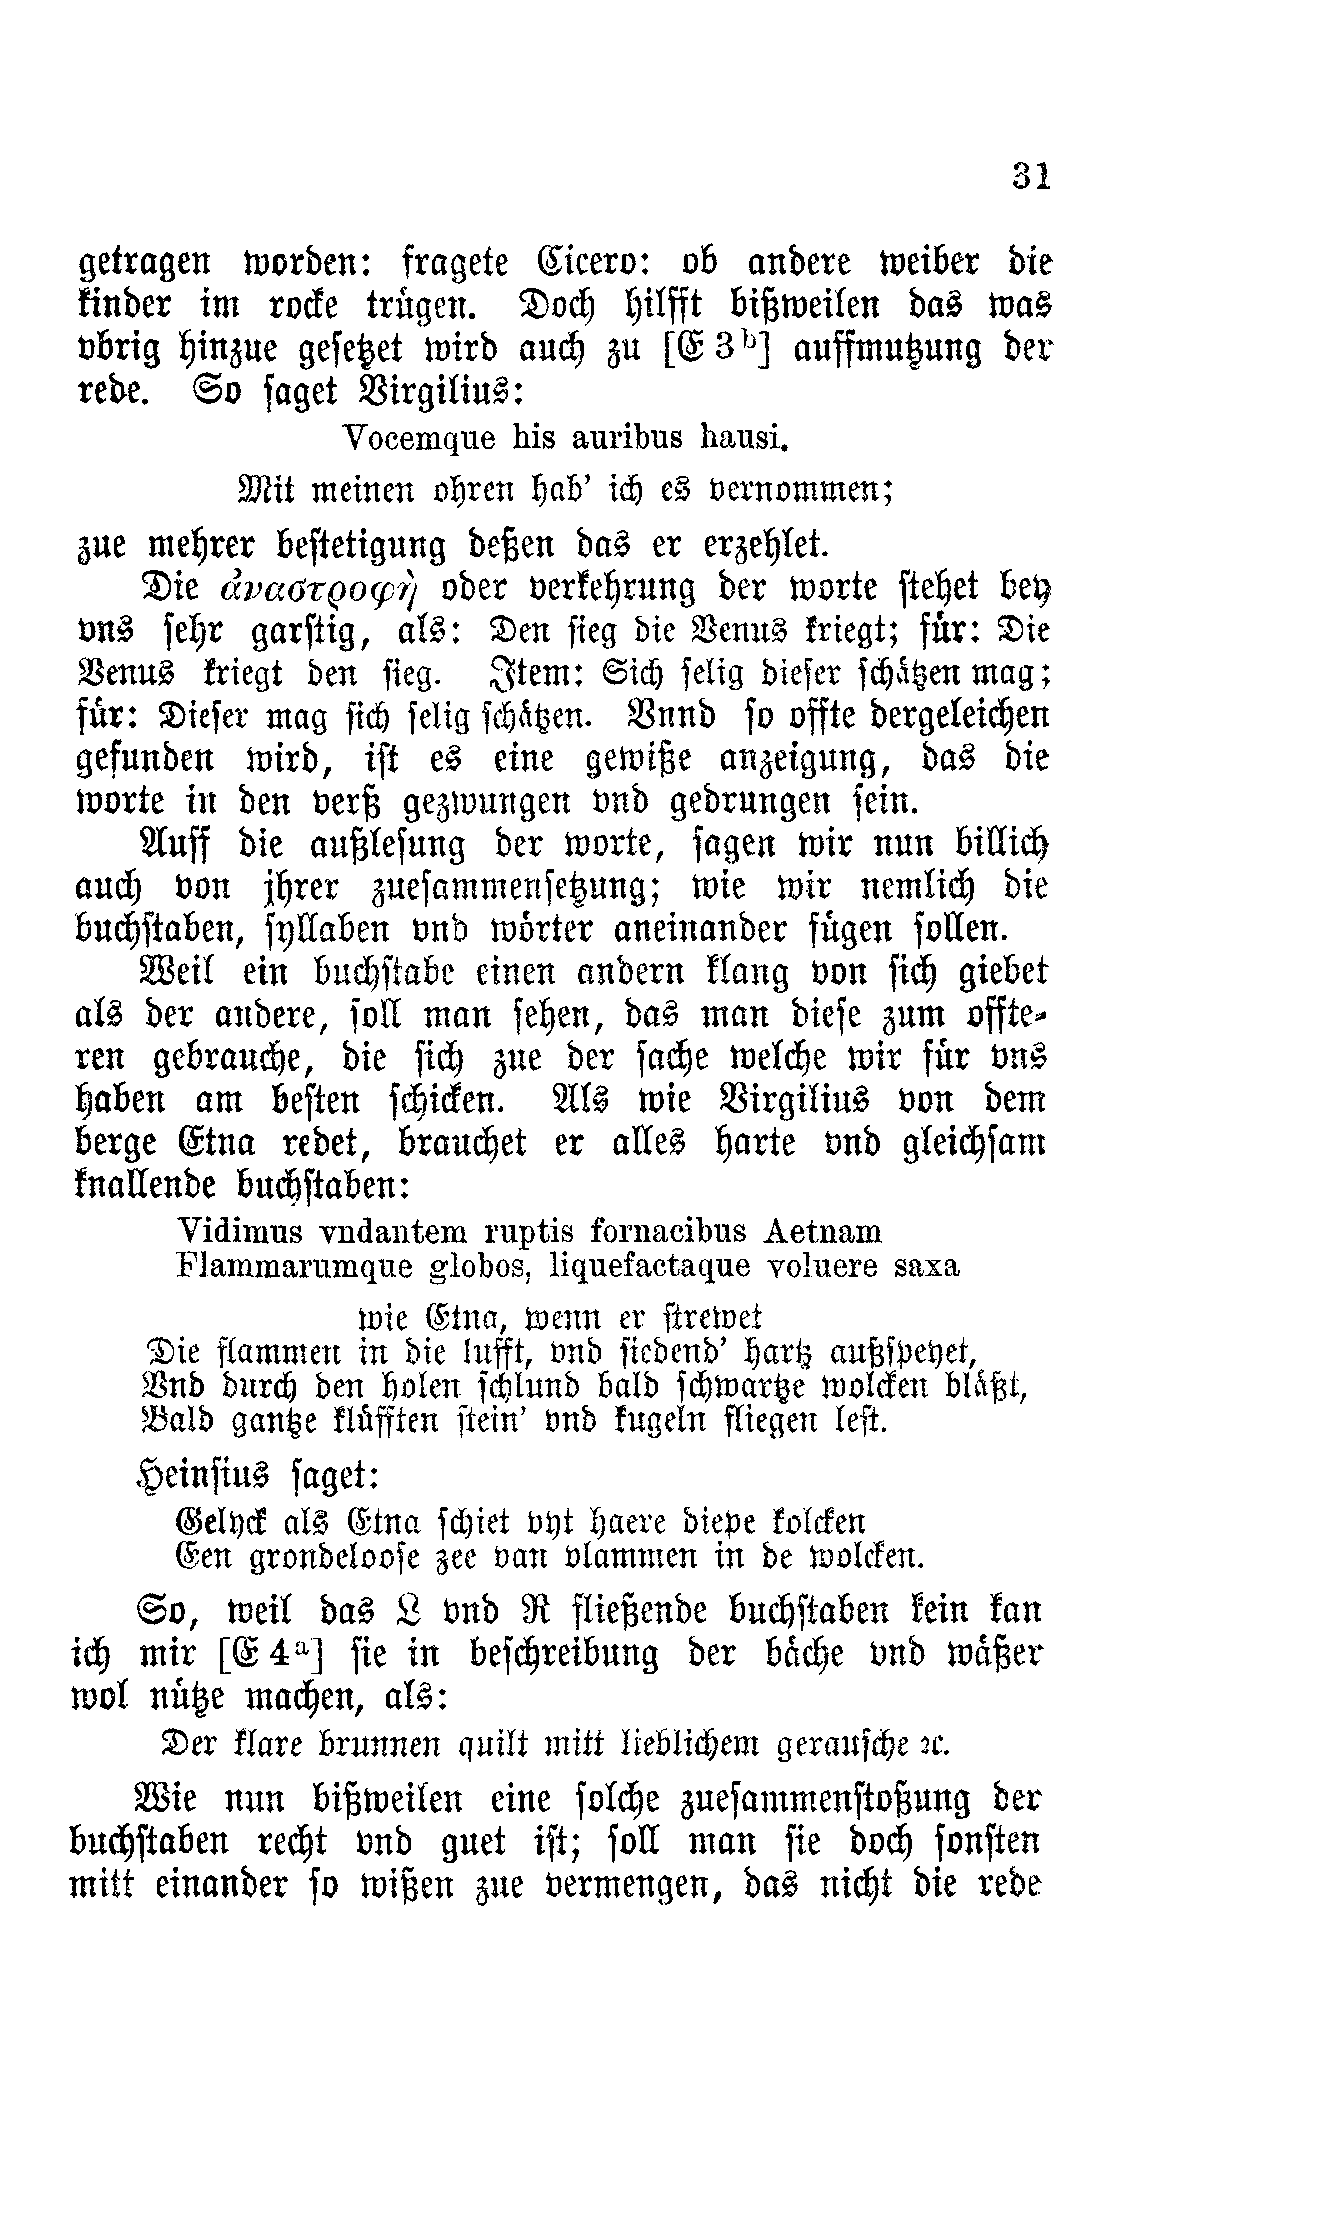 31
getragen worden: fragete Cicero: ob andere weiber die
kinder im rocke trügen. Doch hilfft bißweilen das was
vbrig hinzue gesetzet wird auch zu [E 3ᵇ] auffmutzung der
rede. So saget Virgilius:
Vocemque his auribus hausi.
Mit meinen ohren hab' ich es vernommen;
zue mehrer bestetigung deßen das er erzehlet.
Die ἀναστροφὴ oder verkehrung der worte stehet bey
vns sehr garstig, als: Den sieg die Venus kriegt; für: Die
Venus kriegt den sieg. Item: Sich selig dieser schätzen mag;
für: Dieser mag sich selig schätzen. Vnnd so offte dergeleichen
gefunden wird, ist es eine gewiße anzeigung, das die
worte in den verß gezwungen vnd gedrungen sein.
Auff die außlesung der worte, sagen wir nun billich
auch von jhrer zuesammensetzung; wie wir nemlich die
buchstaben, syllaben vnd wörter aneinander fügen sollen.
Weil ein buchstabe einen andern klang von sich giebet
als der andere, soll man sehen, das man diese zum offte-
ren gebrauche, die sich zue der sache welche wir für vns
haben am besten schicken. Als wie Virgilius von dem
berge Etna redet, brauchet er alles harte vnd gleichsam
knallende buchstaben:
Vidimus vndantem ruptis fornacibus Aetnam
Flammarumque globos, liquefactaque voluere saxa
wie Etna, wenn er strewet
Die flammen in die lufft, vnd siedend' hartz außspeyet,
Vnd durch den holen schlund bald schwartze wolcken bläßt,
Bald gantze klüfften stein' vnd kugeln fliegen lest.
Heinsius saget:
Gelyck als Etna schiet vyt haere diepe kolcken
Een grondeloose zee van vlammen in de wolcken.
So, weil das L vnd R fließende buchstaben kein kan
ich mir [E 4ᵃ] sie in beschreibung der bäche vnd wäßer
wol nütze machen, als:
Der klare brunnen quilt mitt lieblichem gerausche ꝛc.
Wie nun bißweilen eine solche zuesammenstoßung der
buchstaben recht vnd guet ist; soll man sie doch sonsten
mitt einander so wißen zue vermengen, das nicht die rede